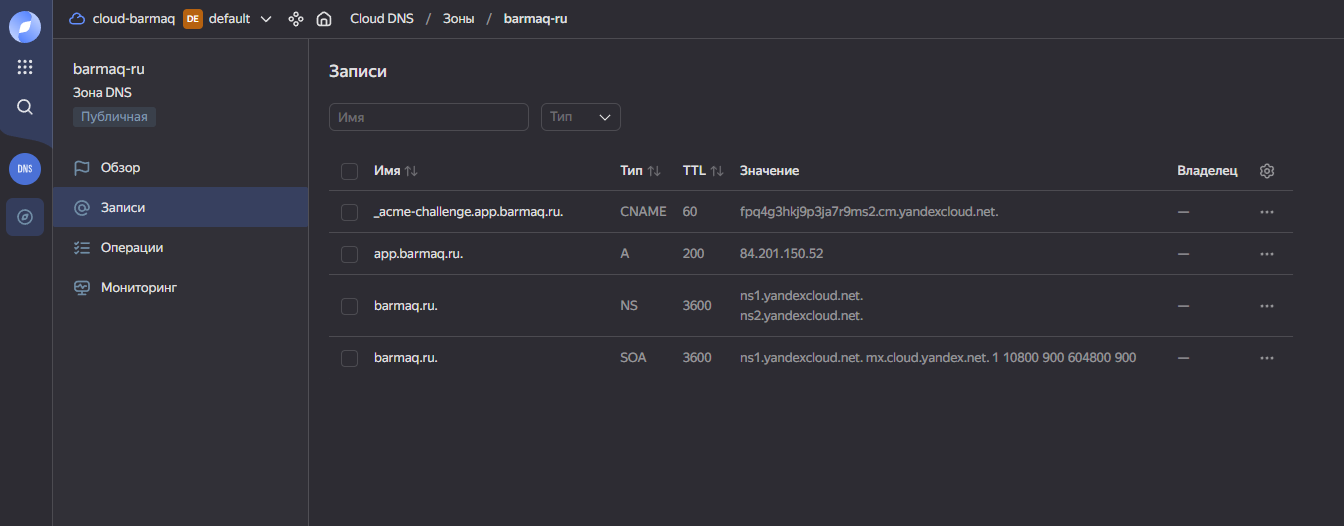 cloud-barmaq DE default Cloud DNS / Зоны / barmaq-ru
barmaq-ru
Зона DNS
Публичная
DNS
Обзор
Записи
Операции
Мониторинг
Записи
Имя Тип
Имя Тип TTL Значение Владелец
_acme-challenge.app.barmaq.ru. CNAME 60 fpq4g3hkj9p3ja7r9ms2.cm.yandexcloud.net. —
app.barmaq.ru. A 200 84.201.150.52 —
barmaq.ru. NS 3600 ns1.yandexcloud.net. —
ns2.yandexcloud.net.
barmaq.ru. SOA 3600 ns1.yandexcloud.net. mx.cloud.yandex.net. 1 10800 900 604800 900 —